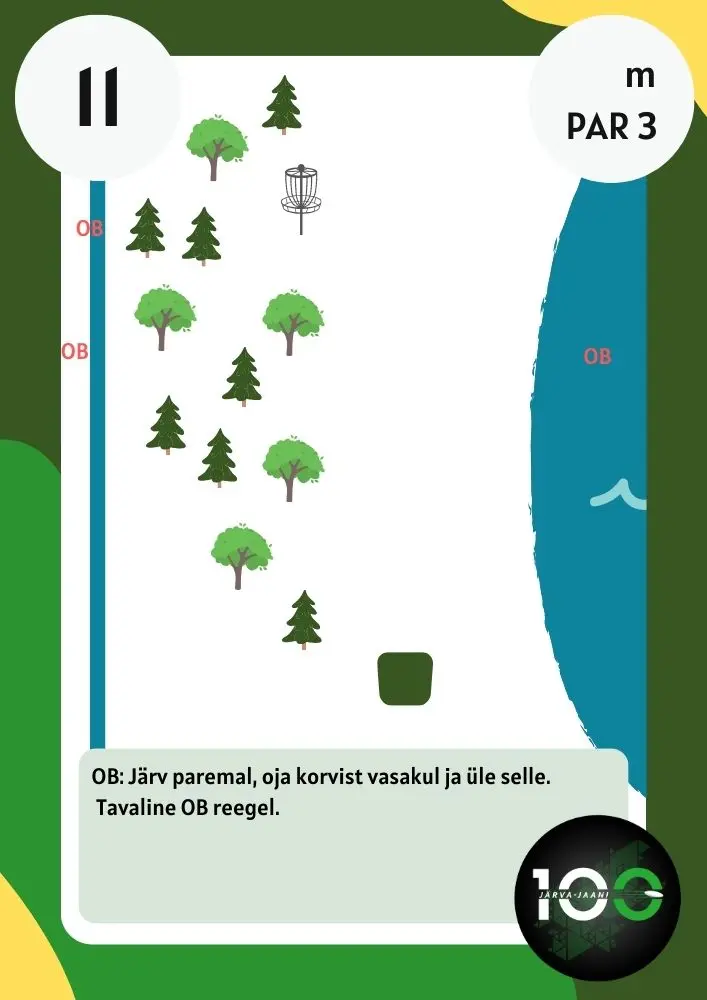 11
m
PAR 3
OB
OB
OB
OB: Järv paremal, oja korvist vasakul ja üle selle.
Tavaline OB reegel.
100
JÄRVA-JAANI